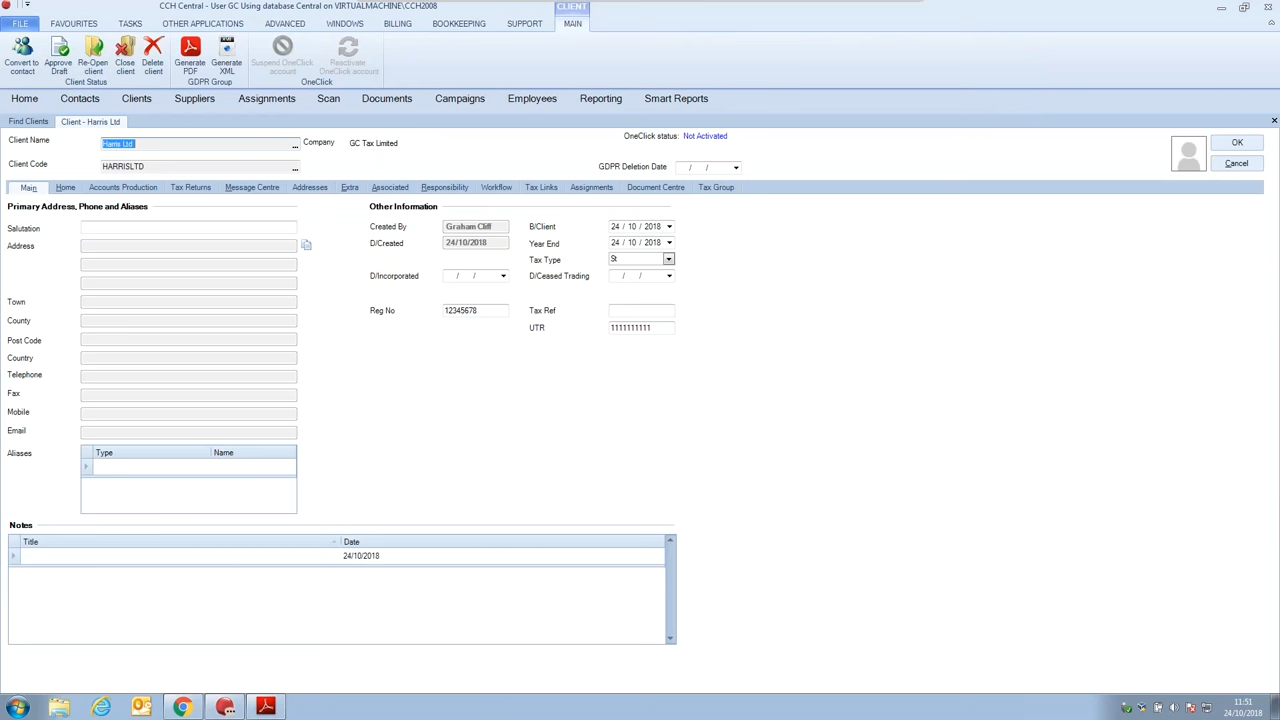 CCH Central - User GC Using database Central on VIRTUALMACHINE\CCH2008
CLIENT
FILE FAVOURITES TASKS OTHER APPLICATIONS ADVANCED WINDOWS BILLING BOOKKEEPING SUPPORT MAIN
Convert to contact
Approve Draft
Re-Open client
Close client
Delete client
Generate PDF
Generate XML
Suspend OneClick account
Reactivate OneClick account
Client Status GDPR Group OneClick
Home Contacts Clients Suppliers Assignments Scan Documents Campaigns Employees Reporting Smart Reports
Find Clients Client - Harris Ltd
Client Name Harris Ltd ... Company GC Tax Limited OneClick status: Not Activated OK
Client Code HARRISLTD ... GDPR Deletion Date / / Cancel
Main Home Accounts Production Tax Returns Message Centre Addresses Extra Associated Responsibility Workflow Tax Links Assignments Document Centre Tax Group
Primary Address, Phone and Aliases Other Information
Salutation Created By Graham Cliff B/Client 24 / 10 / 2018
Address D/Created 24/10/2018 Year End 24 / 10 / 2018
Tax Type St
D/Incorporated / / D/Ceased Trading / /
Town
Reg No 12345678 Tax Ref
County UTR 1111111111
Post Code
Country
Telephone
Fax
Mobile
Email
Aliases Type Name
Notes
Title Date
24/10/2018
11:51
24/10/2018